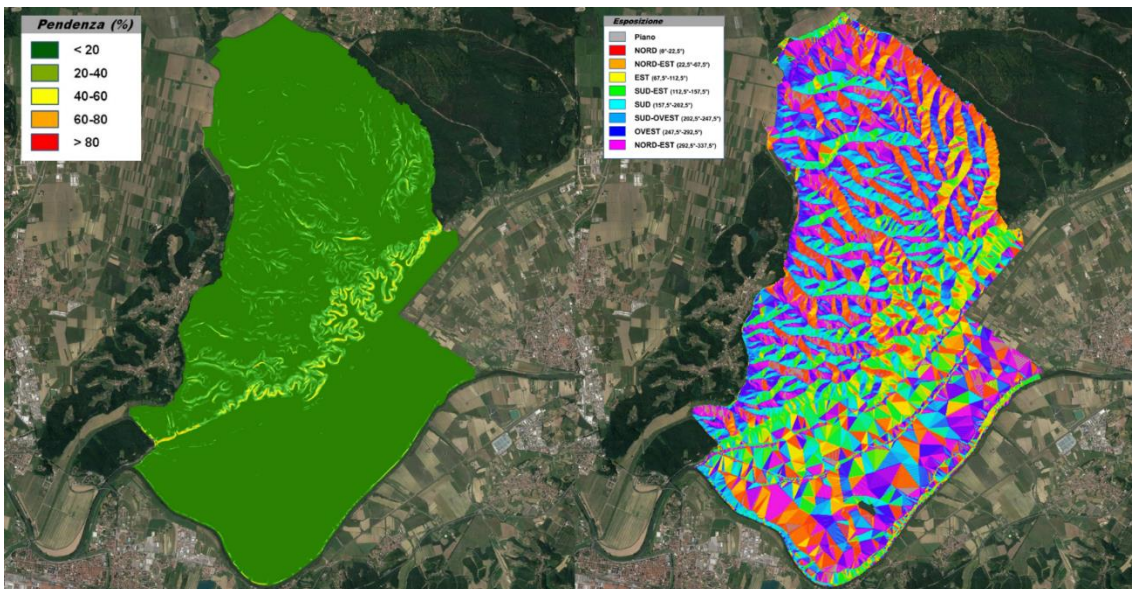 Pendenza (%)
< 20
20-40
40-60
60-80
> 80
Esposizione
Piano
NORD (0°-22,5°)
NORD-EST (22,5°-67,5°)
EST (67,5°-112,5°)
SUD-EST (112,5°-157,5°)
SUD (157,5°-202,5°)
SUD-OVEST (202,5°-247,5°)
OVEST (247,5°-292,5°)
NORD-EST (292,5°-337,5°)